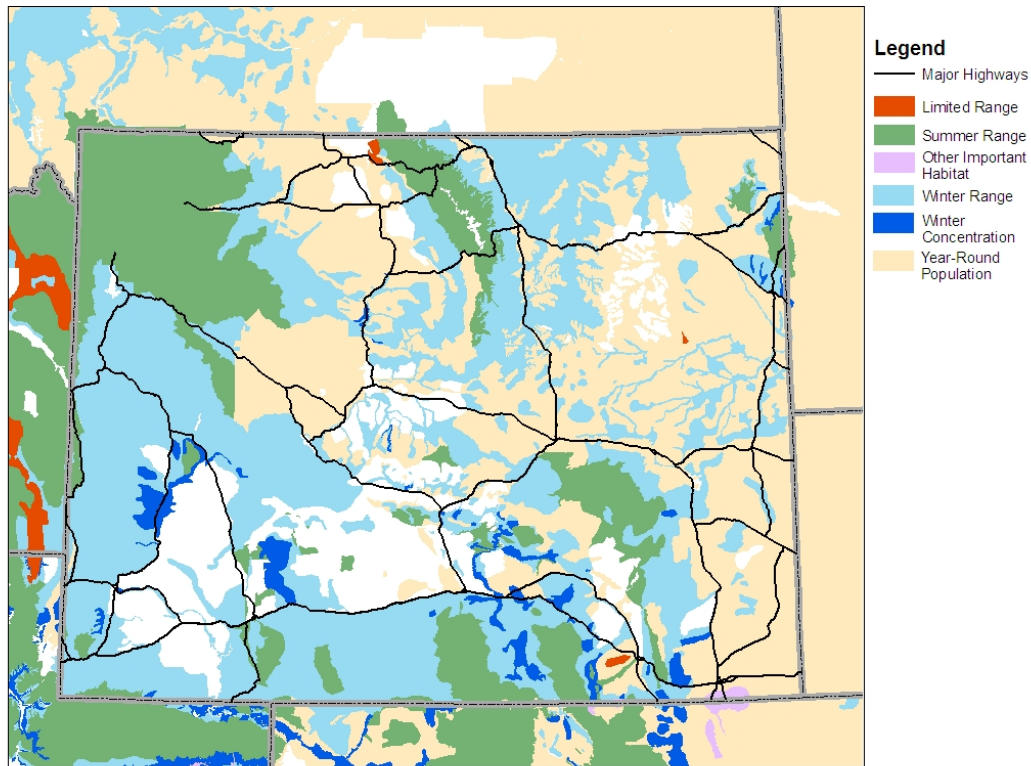 Legend
Major Highways
Limited Range
Summer Range
Other Important
Habitat
Winter Range
Winter
Concentration
Year-Round
Population